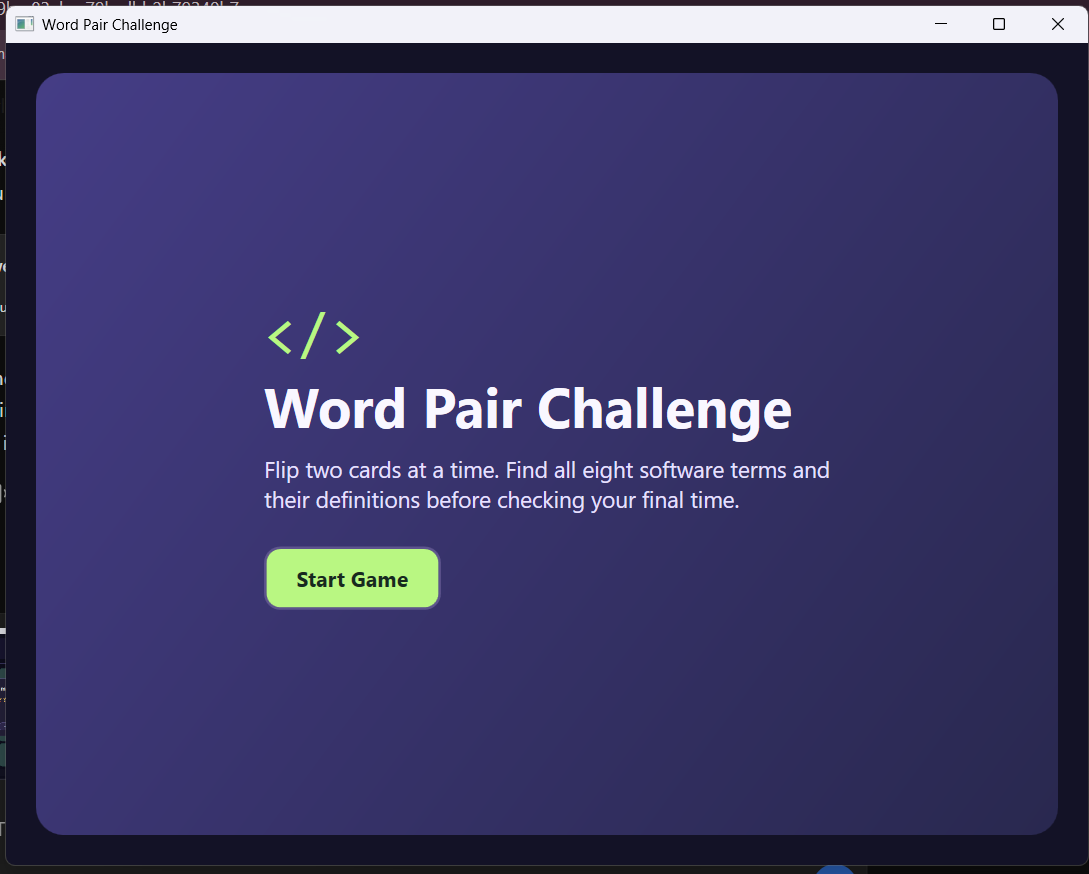 Word Pair Challenge
</>
Word Pair Challenge
Flip two cards at a time. Find all eight software terms and
their definitions before checking your final time.
Start Game